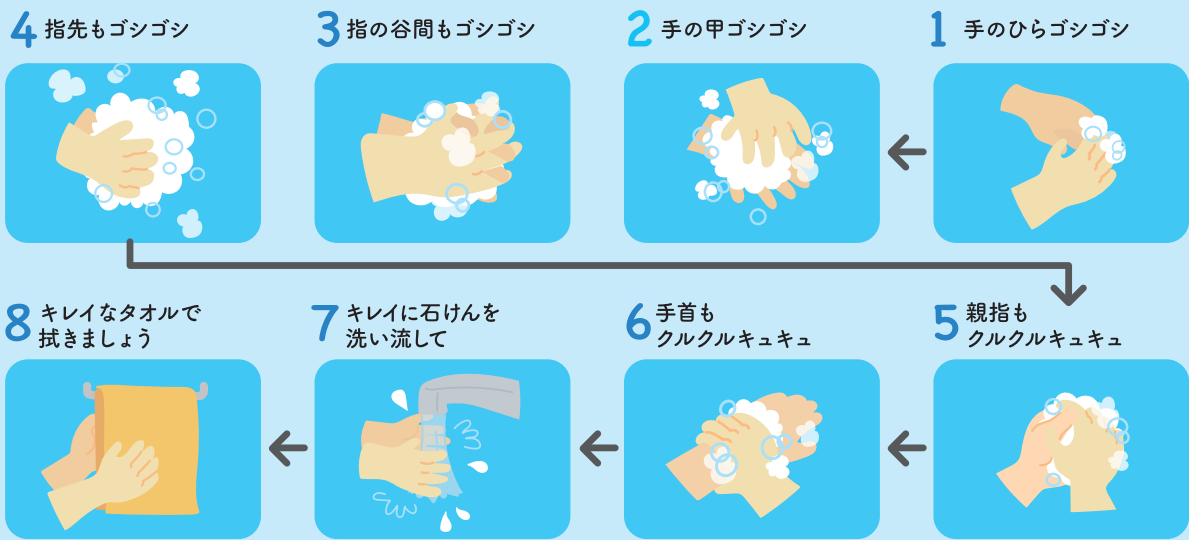 1 手のひらゴシゴシ
2 手の甲ゴシゴシ
3 指の谷間もゴシゴシ
4 指先もゴシゴシ
5 親指も
クルクルキュキュ
6 手首も
クルクルキュキュ
7 キレイに石けんを
洗い流して
8 キレイなタオルで
拭きましょう